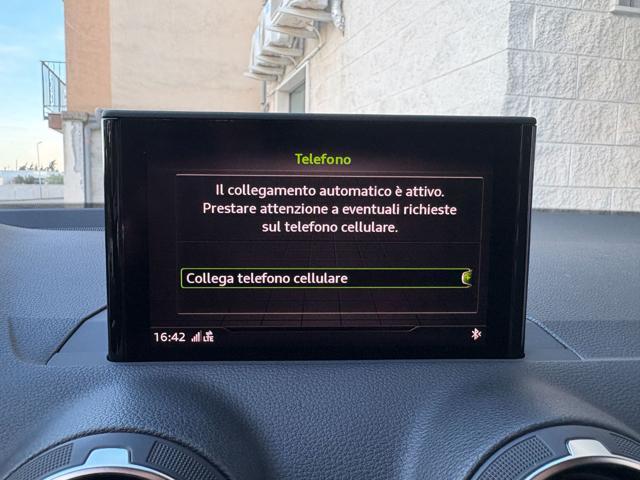 Telefono
Il collegamento automatico è attivo.
Prestare attenzione a eventuali richieste
sul telefono cellulare.
Collega telefono cellulare
16:42 LTE